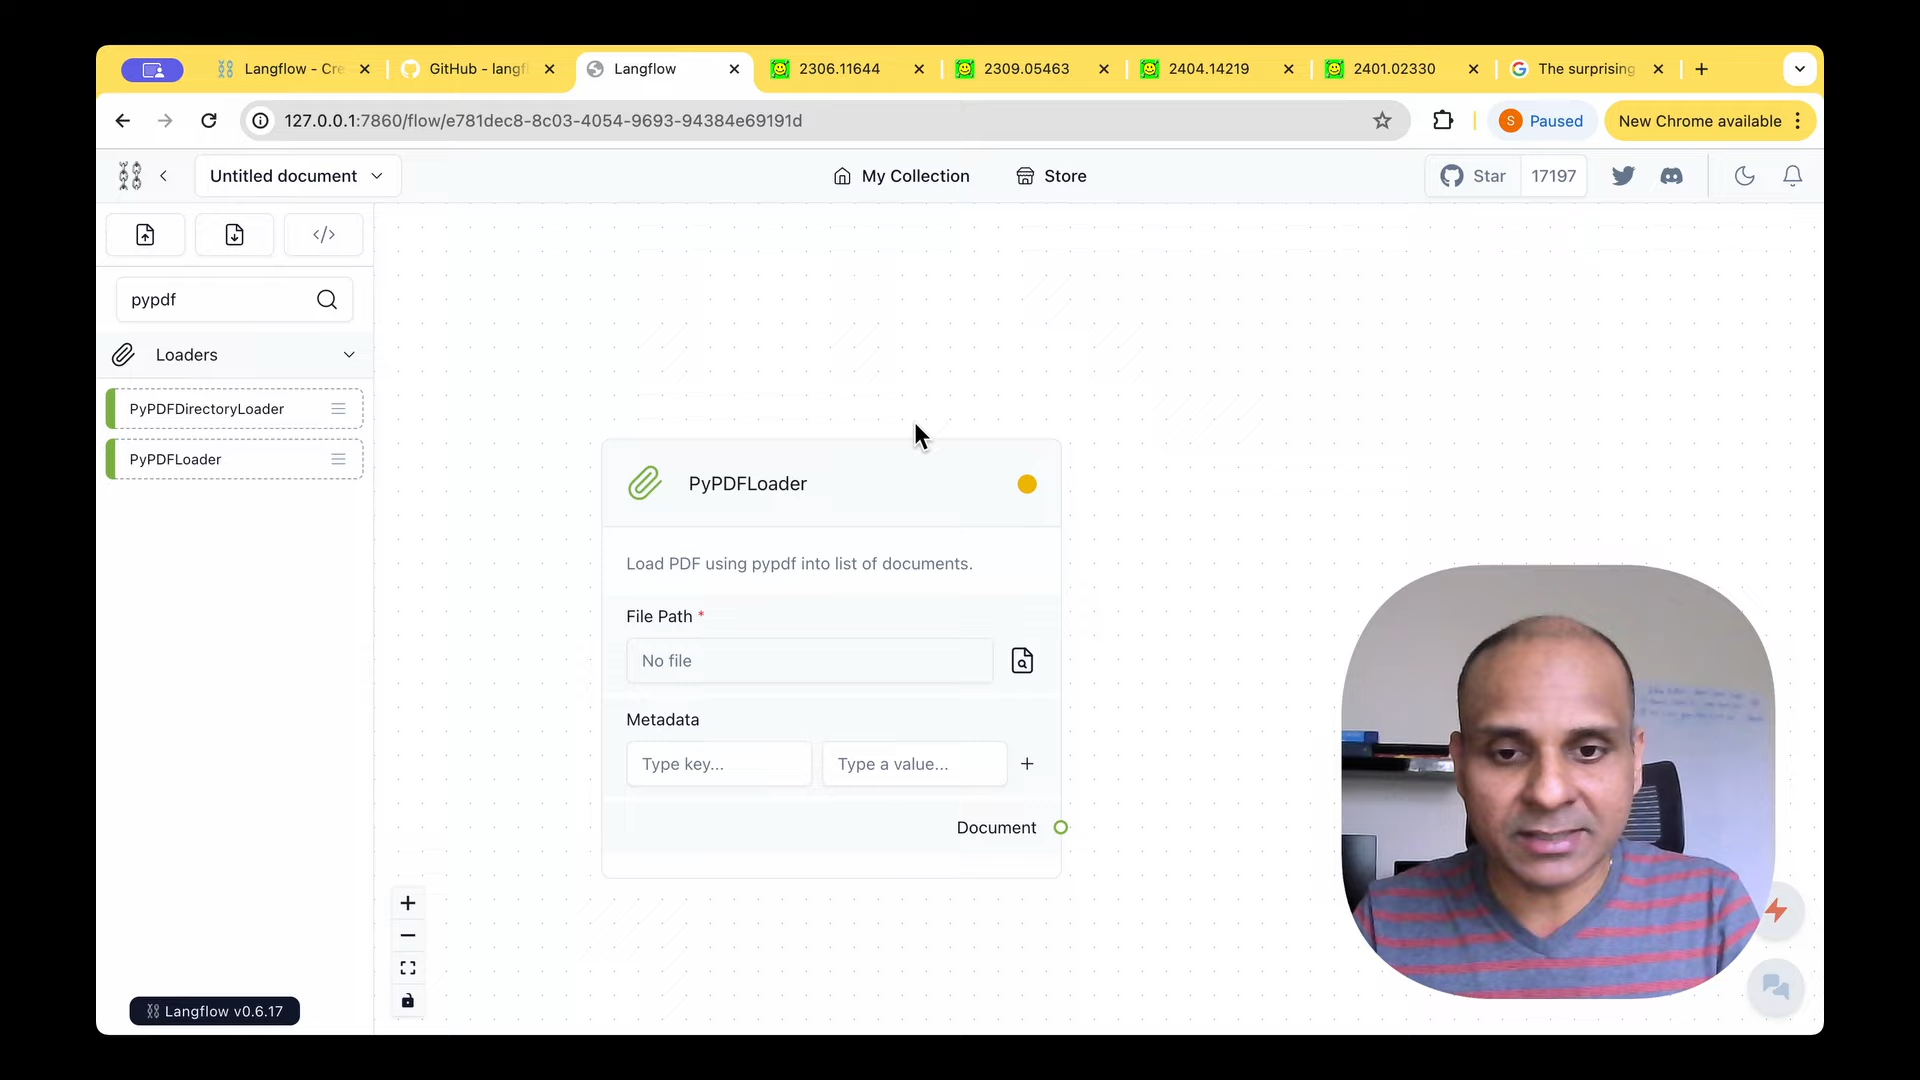 Langflow - Cre
GitHub - langfl
Langflow
2306.11644
2309.05463
2404.14219
2401.02330
The surprising
127.0.0.1:7860/flow/e781dec8-8c03-4054-9693-94384e69191d
S
Paused
New Chrome available
Untitled document
My Collection
Store
Star
17197
pypdf
Loaders
PyPDFDirectoryLoader
PyPDFLoader
PyPDFLoader
Load PDF using pypdf into list of documents.
File Path *
No file
Metadata
Type key...
Type a value...
Document
Langflow v0.6.17